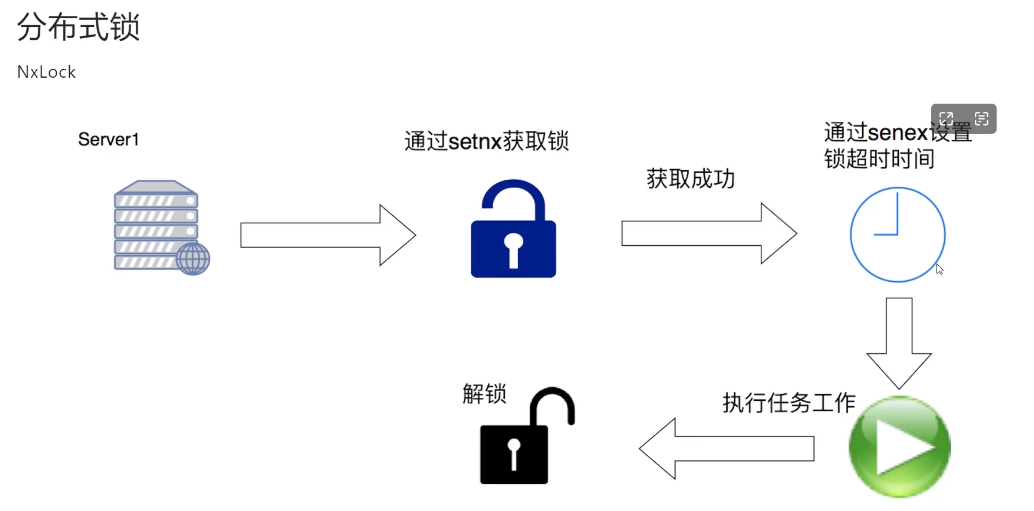 分布式锁
NxLock
Server1
通过setnx获取锁
获取成功
通过senex设置
锁超时时间
执行任务工作
解锁